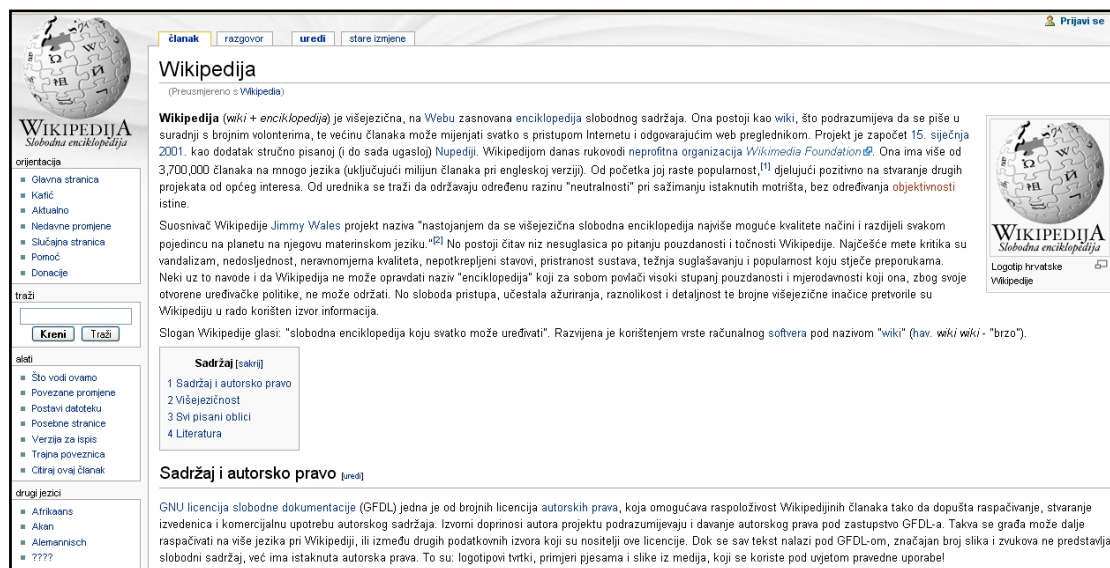 Prijavi se
članak razgovor uredi stare izmjene
WIKIPEDIJA
Slobodna enciklopedija
orijentacija
Glavna stranica
Kafić
Aktualno
Nedavne promjene
Slučajna stranica
Pomoć
Donacije
traži
Kreni Traži
alati
Što vodi ovamo
Povezane promjene
Postavi datoteku
Posebne stranice
Verzija za ispis
Trajna poveznica
Citiraj ovaj članak
drugi jezici
Afrikaans
Akan
Alemannisch
????
Wikipedija
(Preusmjereno s Wikipedia)
Wikipedija (wiki + enciklopedija) je višejezična, na Webu zasnovana enciklopedija slobodnog sadržaja. Ona postoji kao wiki, što podrazumijeva da se piše u
suradnji s brojnim volonterima, te većinu članaka može mijenjati svatko s pristupom Internetu i odgovarajućim web preglednikom. Projekt je započet 15. siječnja
2001. kao dodatak stručno pisanoj (i do sada ugasloj) Nupediji. Wikipedijom danas rukovodi neprofitna organizacija Wikimedia Foundation. Ona ima više od
3,700,000 članaka na mnogo jezika (uključujući milijun članaka pri engleskoj verziji). Od početka joj raste popularnost,[1] djelujući pozitivno na stvaranje drugih
projekata od općeg interesa. Od urednika se traži da održavaju određenu razinu "neutralnosti" pri sažimanju istaknutih motrišta, bez određivanja objektivnosti
istine.
Suosnivač Wikipedije Jimmy Wales projekt naziva "nastojanjem da se višejezična slobodna enciklopedija najviše moguće kvalitete načini i razdijeli svakom
pojedincu na planetu na njegovu materinskom jeziku."[2] No postoji čitav niz nesuglasica po pitanju pouzdanosti i točnosti Wikipedije. Najčešće mete kritika su
vandalizam, nedosljednost, neravnomjerna kvaliteta, nepotkrepljeni stavovi, pristranost sustava, težnja suglašavanju i popularnost koju stječe preporukama.
Neki uz to navode i da Wikipedija ne može opravdati naziv "enciklopedija" koji za sobom povlači visoki stupanj pouzdanosti i mjerodavnosti koji ona, zbog svoje
otvorene uređivačke politike, ne može održati. No sloboda pristupa, učestala ažuriranja, raznolikost i detaljnost te brojne višejezične inačice pretvorile su
Wikipediju u rado korišten izvor informacija.
Slogan Wikipedije glasi: "slobodna enciklopedija koju svatko može uređivati". Razvijena je korištenjem vrste računalnog softvera pod nazivom "wiki" (hav. wiki wiki - "brzo").
WIKIPEDIJA
Slobodna enciklopedija
Logotip hrvatske
Wikipedije
Sadržaj [sakrij]
1 Sadržaj i autorsko pravo
2 Višejezičnost
3 Svi pisani oblici
4 Literatura
Sadržaj i autorsko pravo [uredi]
GNU licencija slobodne dokumentacije (GFDL) jedna je od brojnih licencija autorskih prava, koja omogućava raspoloživost Wikipedijinih članaka tako da dopušta raspačivanje, stvaranje
izvedenica i komercijalnu upotrebu autorskog sadržaja. Izvorni doprinosi autora projektu podrazumijevaju i davanje autorskog prava pod zastupstvo GFDL-a. Takva se građa može dalje
raspačivati na više jezika pri Wikipediji, ili između drugih podatkovnih izvora koji su nositelji ove licencije. Dok se sav tekst nalazi pod GFDL-om, značajan broj slika i zvukova ne predstavlja
slobodni sadržaj, već ima istaknuta autorska prava. To su: logotipovi tvrtki, primjeri pjesama i slike iz medija, koji se koriste pod uvjetom pravedne uporabe!